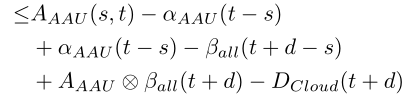 ≤A_{AAU}(s, t) − α_{AAU}(t − s)
+ α_{AAU}(t − s) − β_{all}(t + d − s)
+ A_{AAU} ⊗ β_{all}(t + d) − D_{Cloud}(t + d)